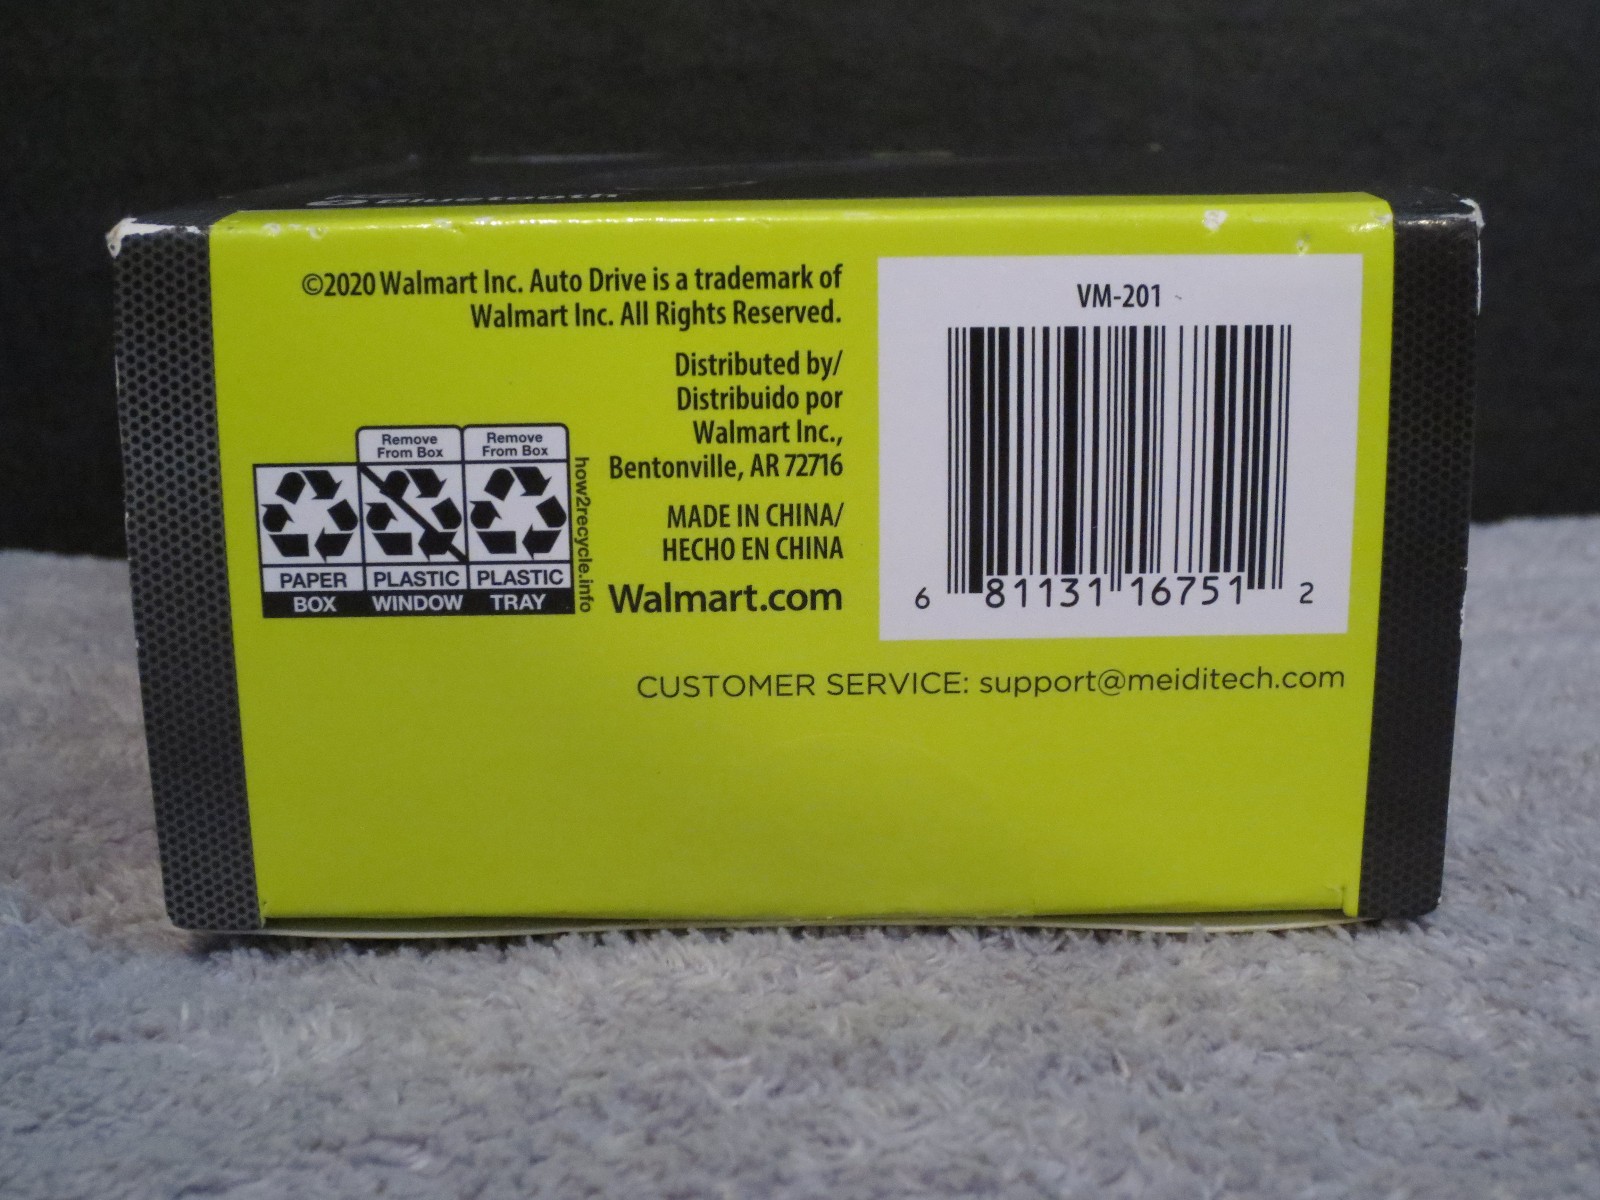 Bluetooth
©2020 Walmart Inc. Auto Drive is a trademark of
Walmart Inc. All Rights Reserved.
Distributed by/
Distribuido por
Walmart Inc.,
Bentonville, AR 72716
MADE IN CHINA/
HECHO EN CHINA
Walmart.com
Remove
From Box
Remove
From Box
PAPER
BOX
PLASTIC
WINDOW
PLASTIC
TRAY
how2recycle.info
VM-201
6 81131 16751 2
CUSTOMER SERVICE: support@meiditech.com